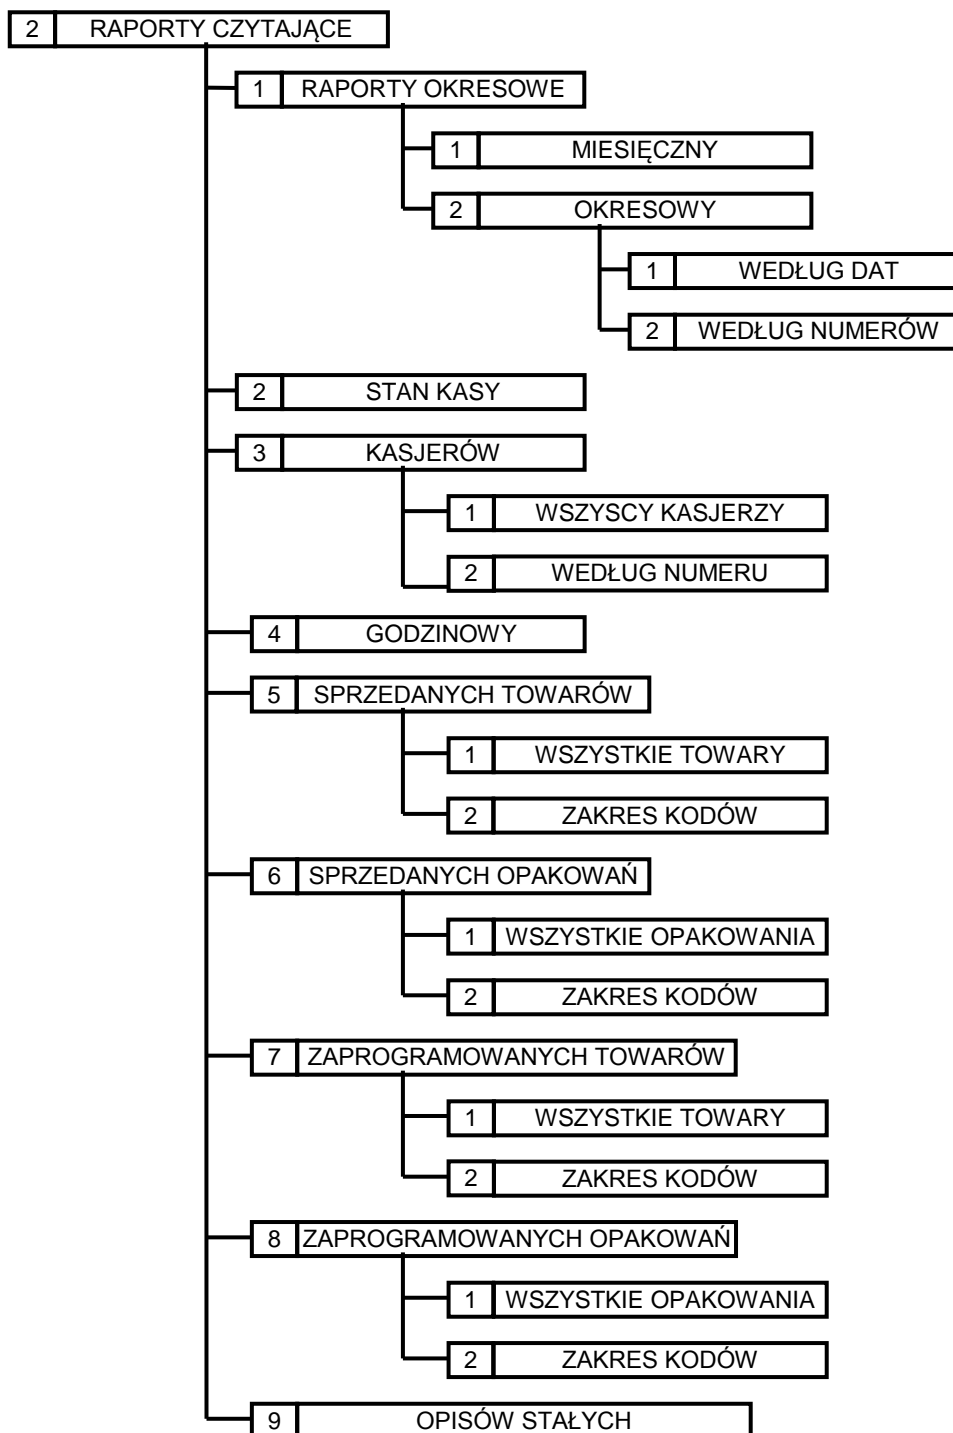 2 RAPORTY CZYTAJĄCE
1 RAPORTY OKRESOWE
1 MIESIĘCZNY
2 OKRESOWY
1 WEDŁUG DAT
2 WEDŁUG NUMERÓW
2 STAN KASY
3 KASJERÓW
1 WSZYSCY KASJERZY
2 WEDŁUG NUMERU
4 GODZINOWY
5 SPRZEDANYCH TOWARÓW
1 WSZYSTKIE TOWARY
2 ZAKRES KODÓW
6 SPRZEDANYCH OPAKOWAŃ
1 WSZYSTKIE OPAKOWANIA
2 ZAKRES KODÓW
7 ZAPROGRAMOWANYCH TOWARÓW
1 WSZYSTKIE TOWARY
2 ZAKRES KODÓW
8 ZAPROGRAMOWANYCH OPAKOWAŃ
1 WSZYSTKIE OPAKOWANIA
2 ZAKRES KODÓW
9 OPISÓW STAŁYCH